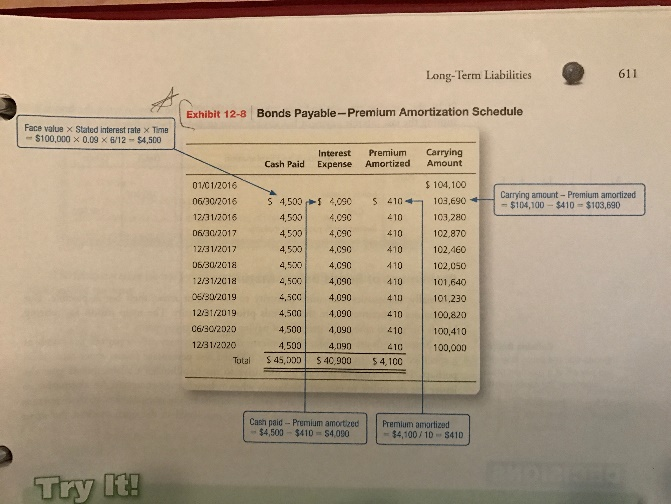 Long-Term Liabilities 611
A
Exhibit 12-8 Bonds Payable—Premium Amortization Schedule
Face value × Stated interest rate × Time
= $100,000 × 0.09 × 6/12 = $4,500
Cash Paid Interest Expense Premium Amortized Carrying Amount
01/01/2016 $ 104,100
06/30/2016 $ 4,500 $ 4,090 $ 410 103,690
12/31/2016 4,500 4,090 410 103,280
06/30/2017 4,500 4,090 410 102,870
12/31/2017 4,500 4,090 410 102,460
06/30/2018 4,500 4,090 410 102,050
12/31/2018 4,500 4,090 410 101,640
06/30/2019 4,500 4,090 410 101,230
12/31/2019 4,500 4,090 410 100,820
06/30/2020 4,500 4,090 410 100,410
12/31/2020 4,500 4,090 410 100,000
Total $ 45,000 $ 40,900 $ 4,100
Carrying amount – Premium amortized
= $104,100 – $410 = $103,690
Cash paid – Premium amortized
= $4,500 – $410 = $4,090
Premium amortized
= $4,100 / 10 = $410
Try It!